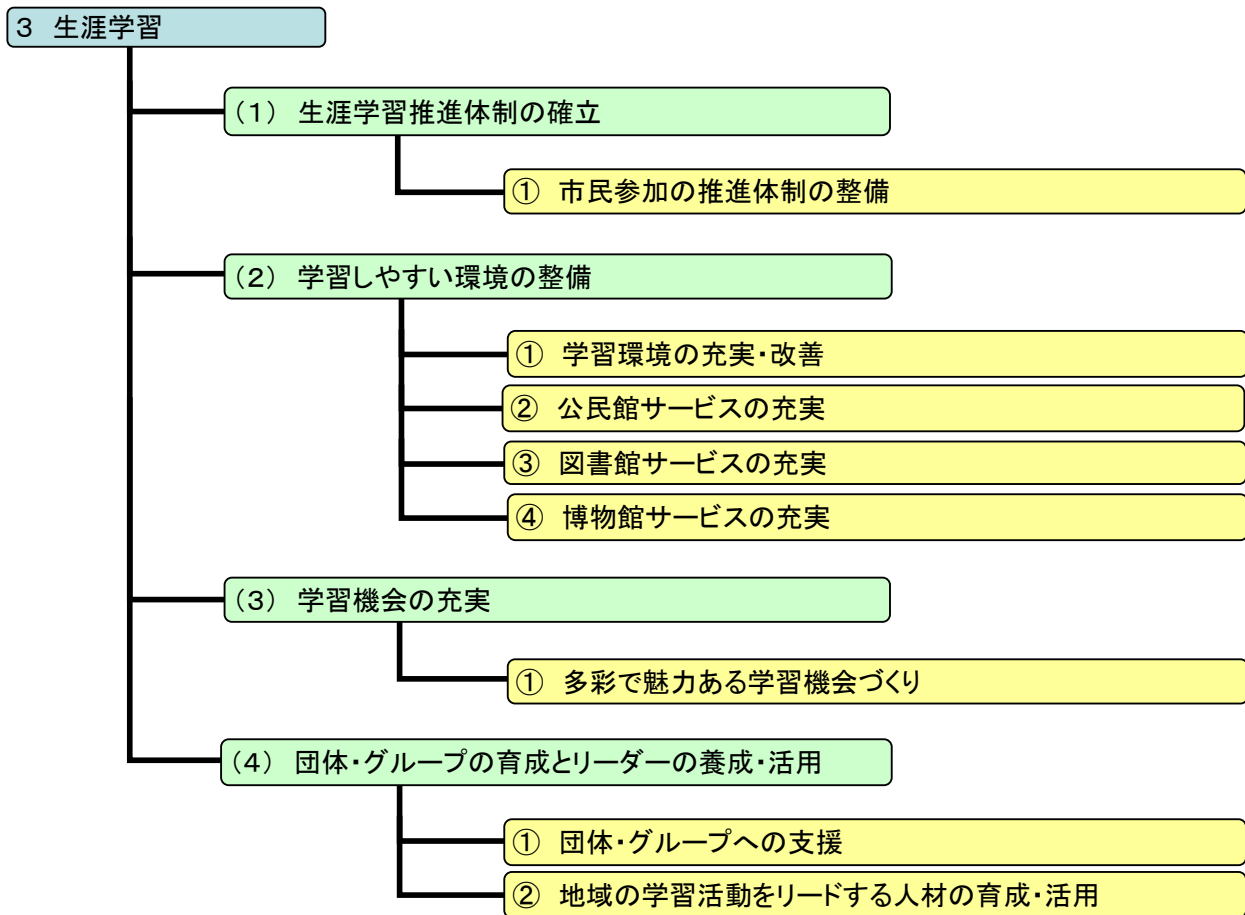 3 生涯学習
(1) 生涯学習推進体制の確立
① 市民参加の推進体制の整備
(2) 学習しやすい環境の整備
① 学習環境の充実・改善
② 公民館サービスの充実
③ 図書館サービスの充実
④ 博物館サービスの充実
(3) 学習機会の充実
① 多彩で魅力ある学習機会づくり
(4) 団体・グループの育成とリーダーの養成・活用
① 団体・グループへの支援
② 地域の学習活動をリードする人材の育成・活用